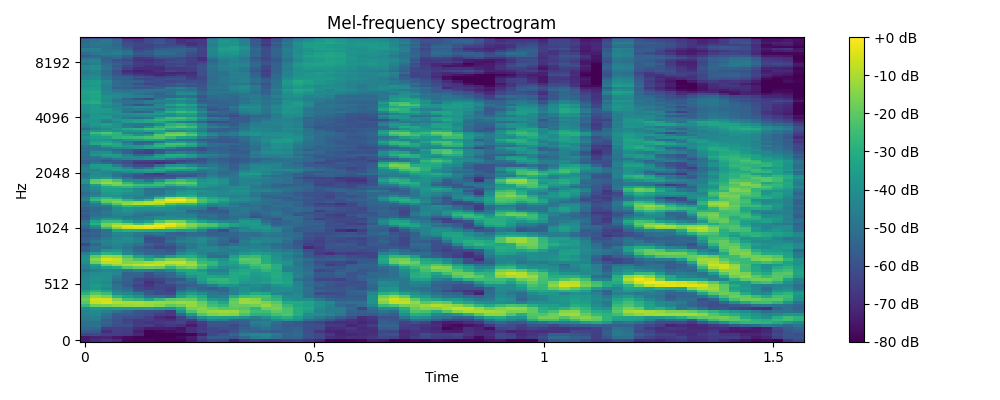 Mel-frequency spectrogram
Hz
8192
4096
2048
1024
512
0
0 0.5 1 1.5
Time
+0 dB
-10 dB
-20 dB
-30 dB
-40 dB
-50 dB
-60 dB
-70 dB
-80 dB